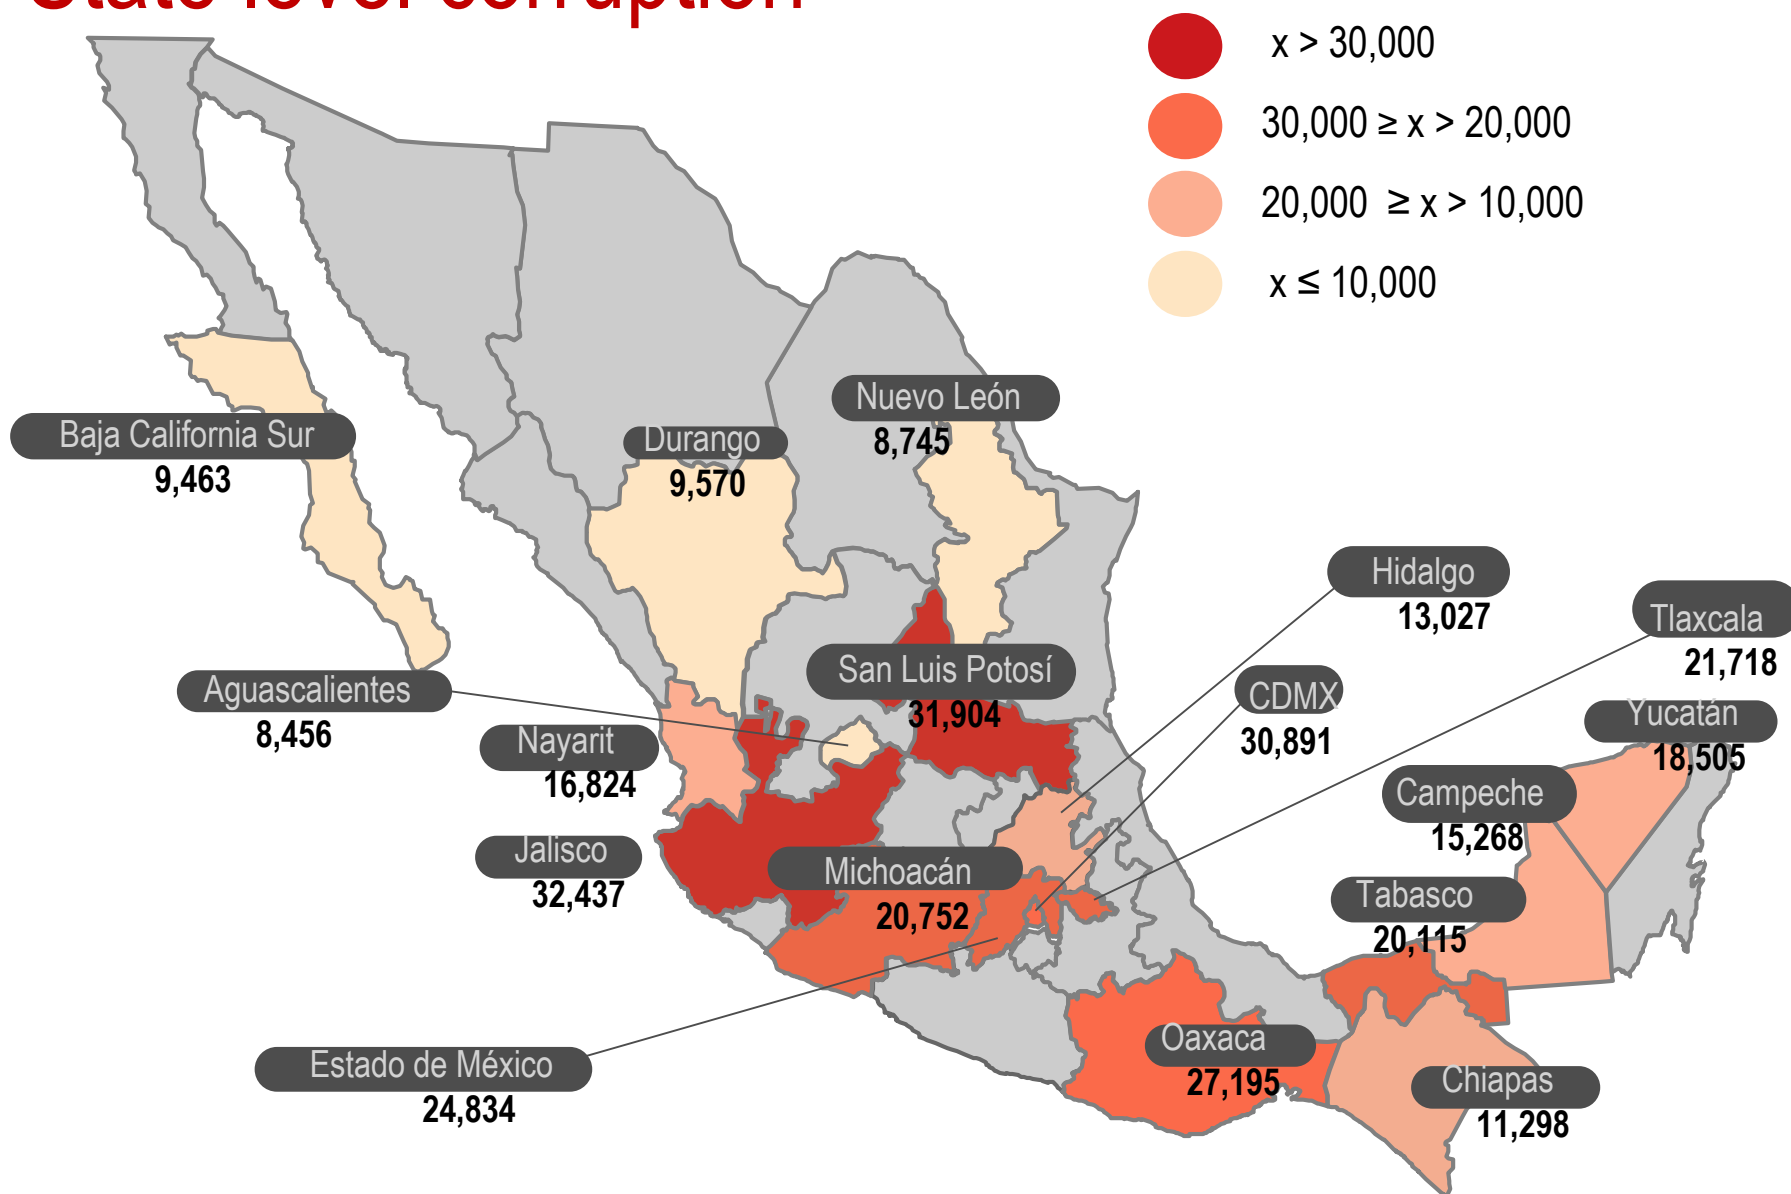 State-level corruption
x > 30,000
30,000 ≥ x > 20,000
20,000 ≥ x > 10,000
x ≤ 10,000
Nuevo León
8,745
Baja California Sur
9,463
Durango
9,570
Hidalgo
13,027
Tlaxcala
21,718
San Luis Potosí
31,904
Aguascalientes
8,456
CDMX
30,891
Yucatán
18,505
Nayarit
16,824
Campeche
15,268
Jalisco
32,437
Michoacán
20,752
Tabasco
20,115
Oaxaca
27,195
Estado de México
24,834
Chiapas
11,298